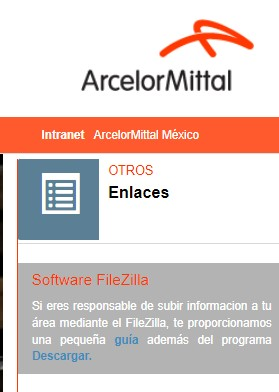 ArcelorMittal
Intranet ArcelorMittal México
OTROS
Enlaces
Software FileZilla
Si eres responsable de subir informacion a tu
área mediante el FileZilla, te proporcionamos
una pequeña guía además del programa
Descargar.